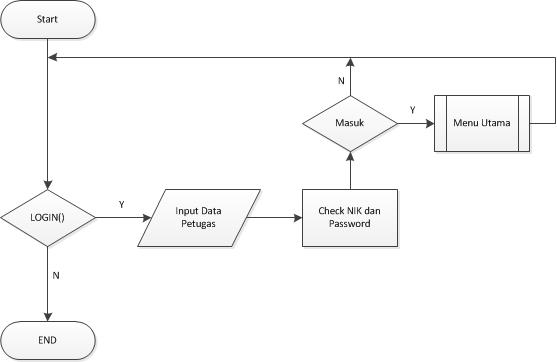 Start
N
Masuk
Y
Menu Utama
LOGIN()
Y
Input Data
Petugas
Check NIK dan
Password
N
END